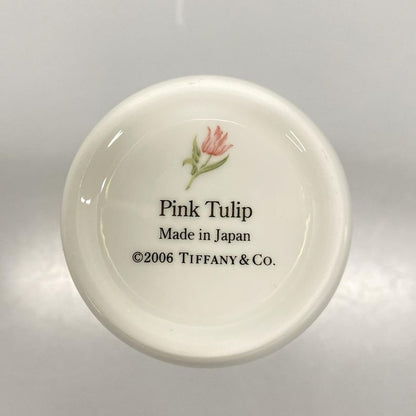 Pink Tulip
Made in Japan
©2006 TIFFANY & CO.